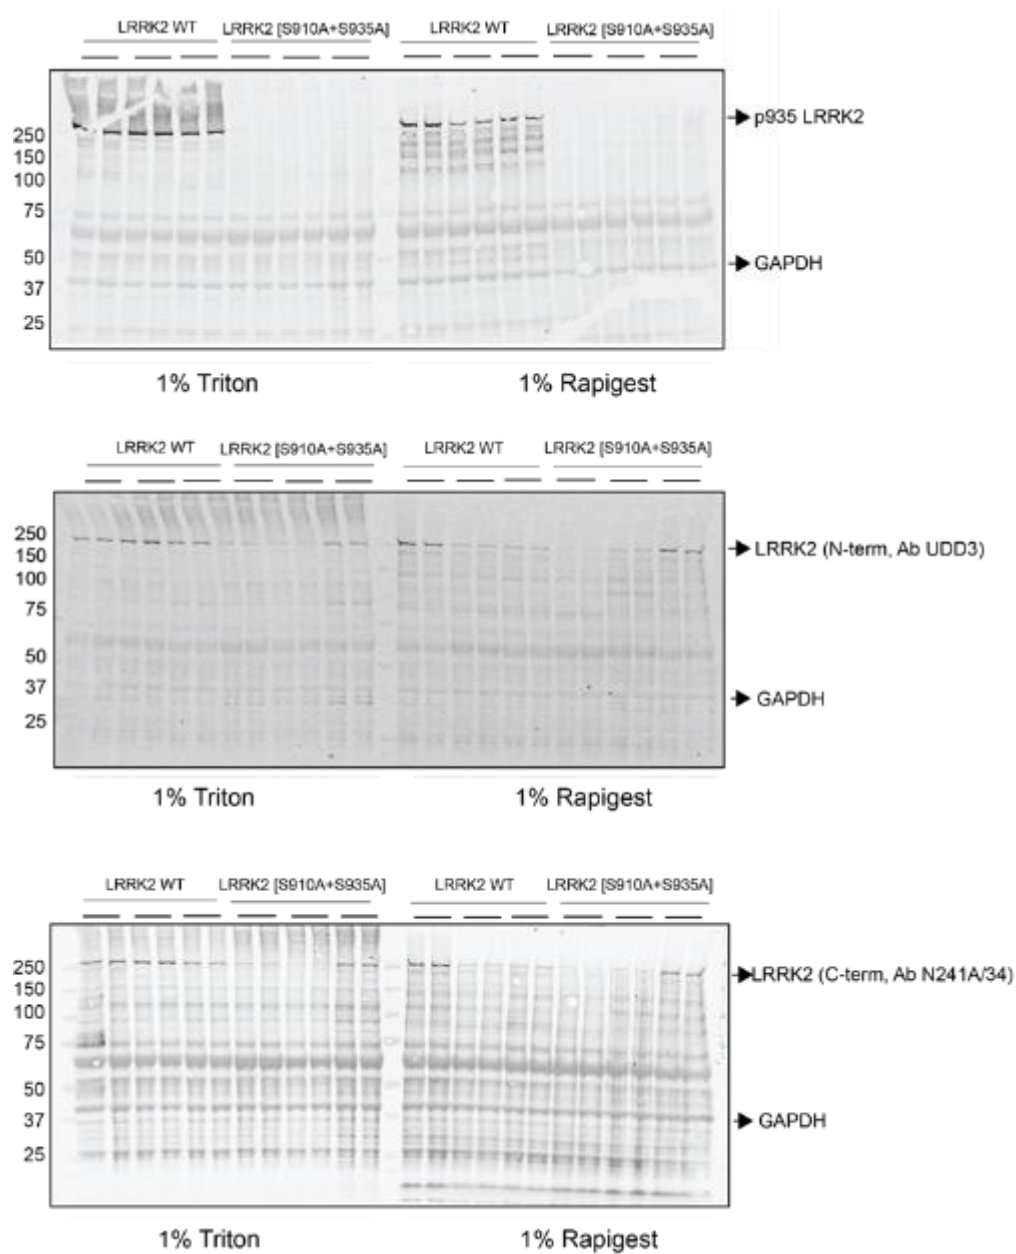 LRRK2 WT LRRK2 [S910A+S935A] LRRK2 WT LRRK2 [S910A+S935A]
250
150
100
75
50
37
25
p935 LRRK2
GAPDH
1% Triton 1% Rapigest
LRRK2 WT LRRK2 [S910A+S935A] LRRK2 WT LRRK2 [S910A+S935A]
250
150
100
75
50
37
25
LRRK2 (N-term, Ab UDD3)
GAPDH
1% Triton 1% Rapigest
LRRK2 WT LRRK2 [S910A+S935A] LRRK2 WT LRRK2 [S910A+S935A]
250
150
100
75
50
37
25
LRRK2 (C-term, Ab N241A/34)
GAPDH
1% Triton 1% Rapigest